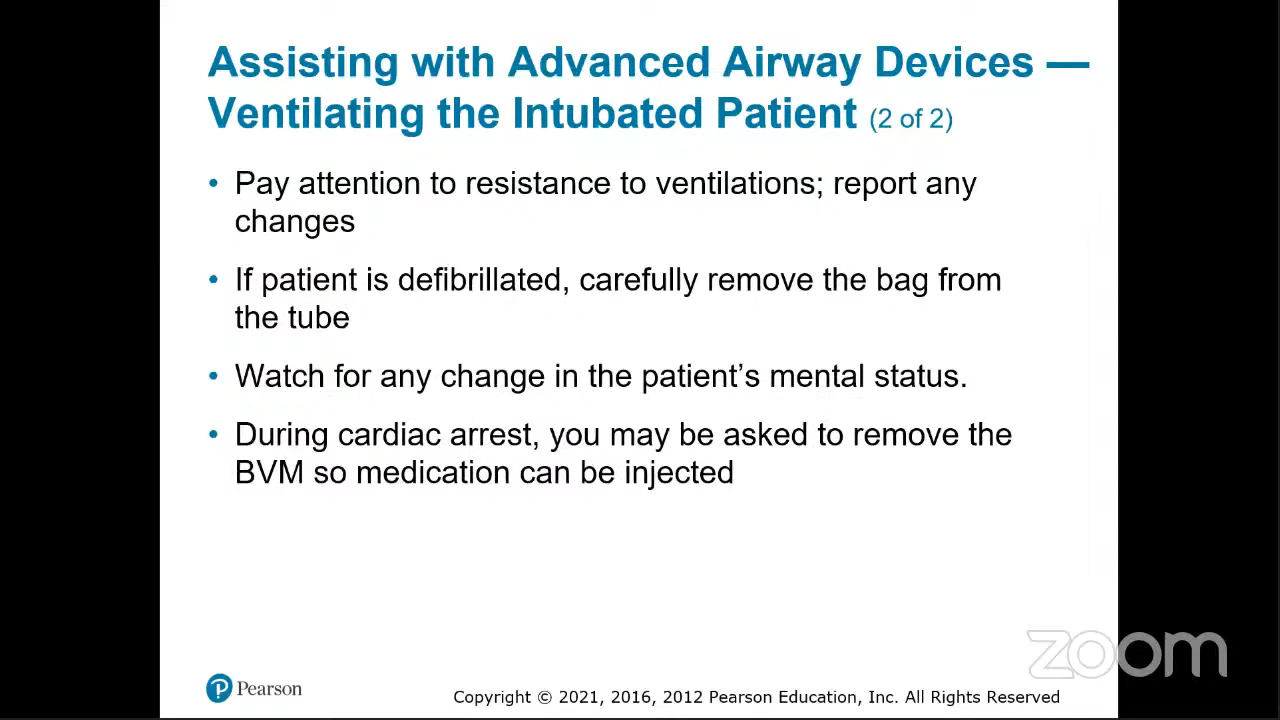 Assisting with Advanced Airway Devices —
Ventilating the Intubated Patient (2 of 2)
• Pay attention to resistance to ventilations; report any
changes
• If patient is defibrillated, carefully remove the bag from
the tube
• Watch for any change in the patient’s mental status.
• During cardiac arrest, you may be asked to remove the
BVM so medication can be injected
zoom
P Pearson
Copyright © 2021, 2016, 2012 Pearson Education, Inc. All Rights Reserved